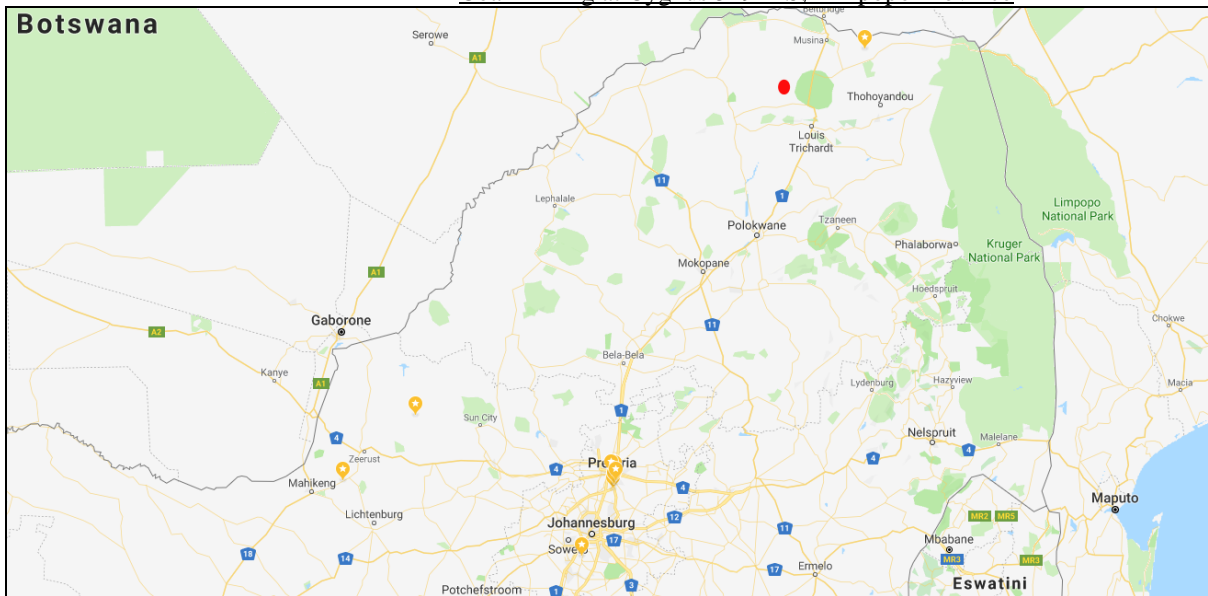 Botswana
Serowe
A1
Beitbridge
Musina
Thohoyandou
Louis
Trichardt
11
1
Lephalale
Limpopo
National Park
Polokwane
Tzaneen
Phalaborwa
Kruger
National Park
Mokopane
A1
Hoedspruit
Gaborone
A2
11
Chokwe
Bela-Bela
Kanye
A1
Lydenburg
Hazyview
Macia
1
Sun City
Nelspruit
Malelane
4
Zeerust
4
4
4
Pretoria
Mahikeng
4
Maputo
Lichtenburg
12
MR2
MR5
Johannesburg
11
Mbabane
18
14
Soweto
17
MR3
MR3
17
Ermelo
Eswatini
Potchefstroom
1
3